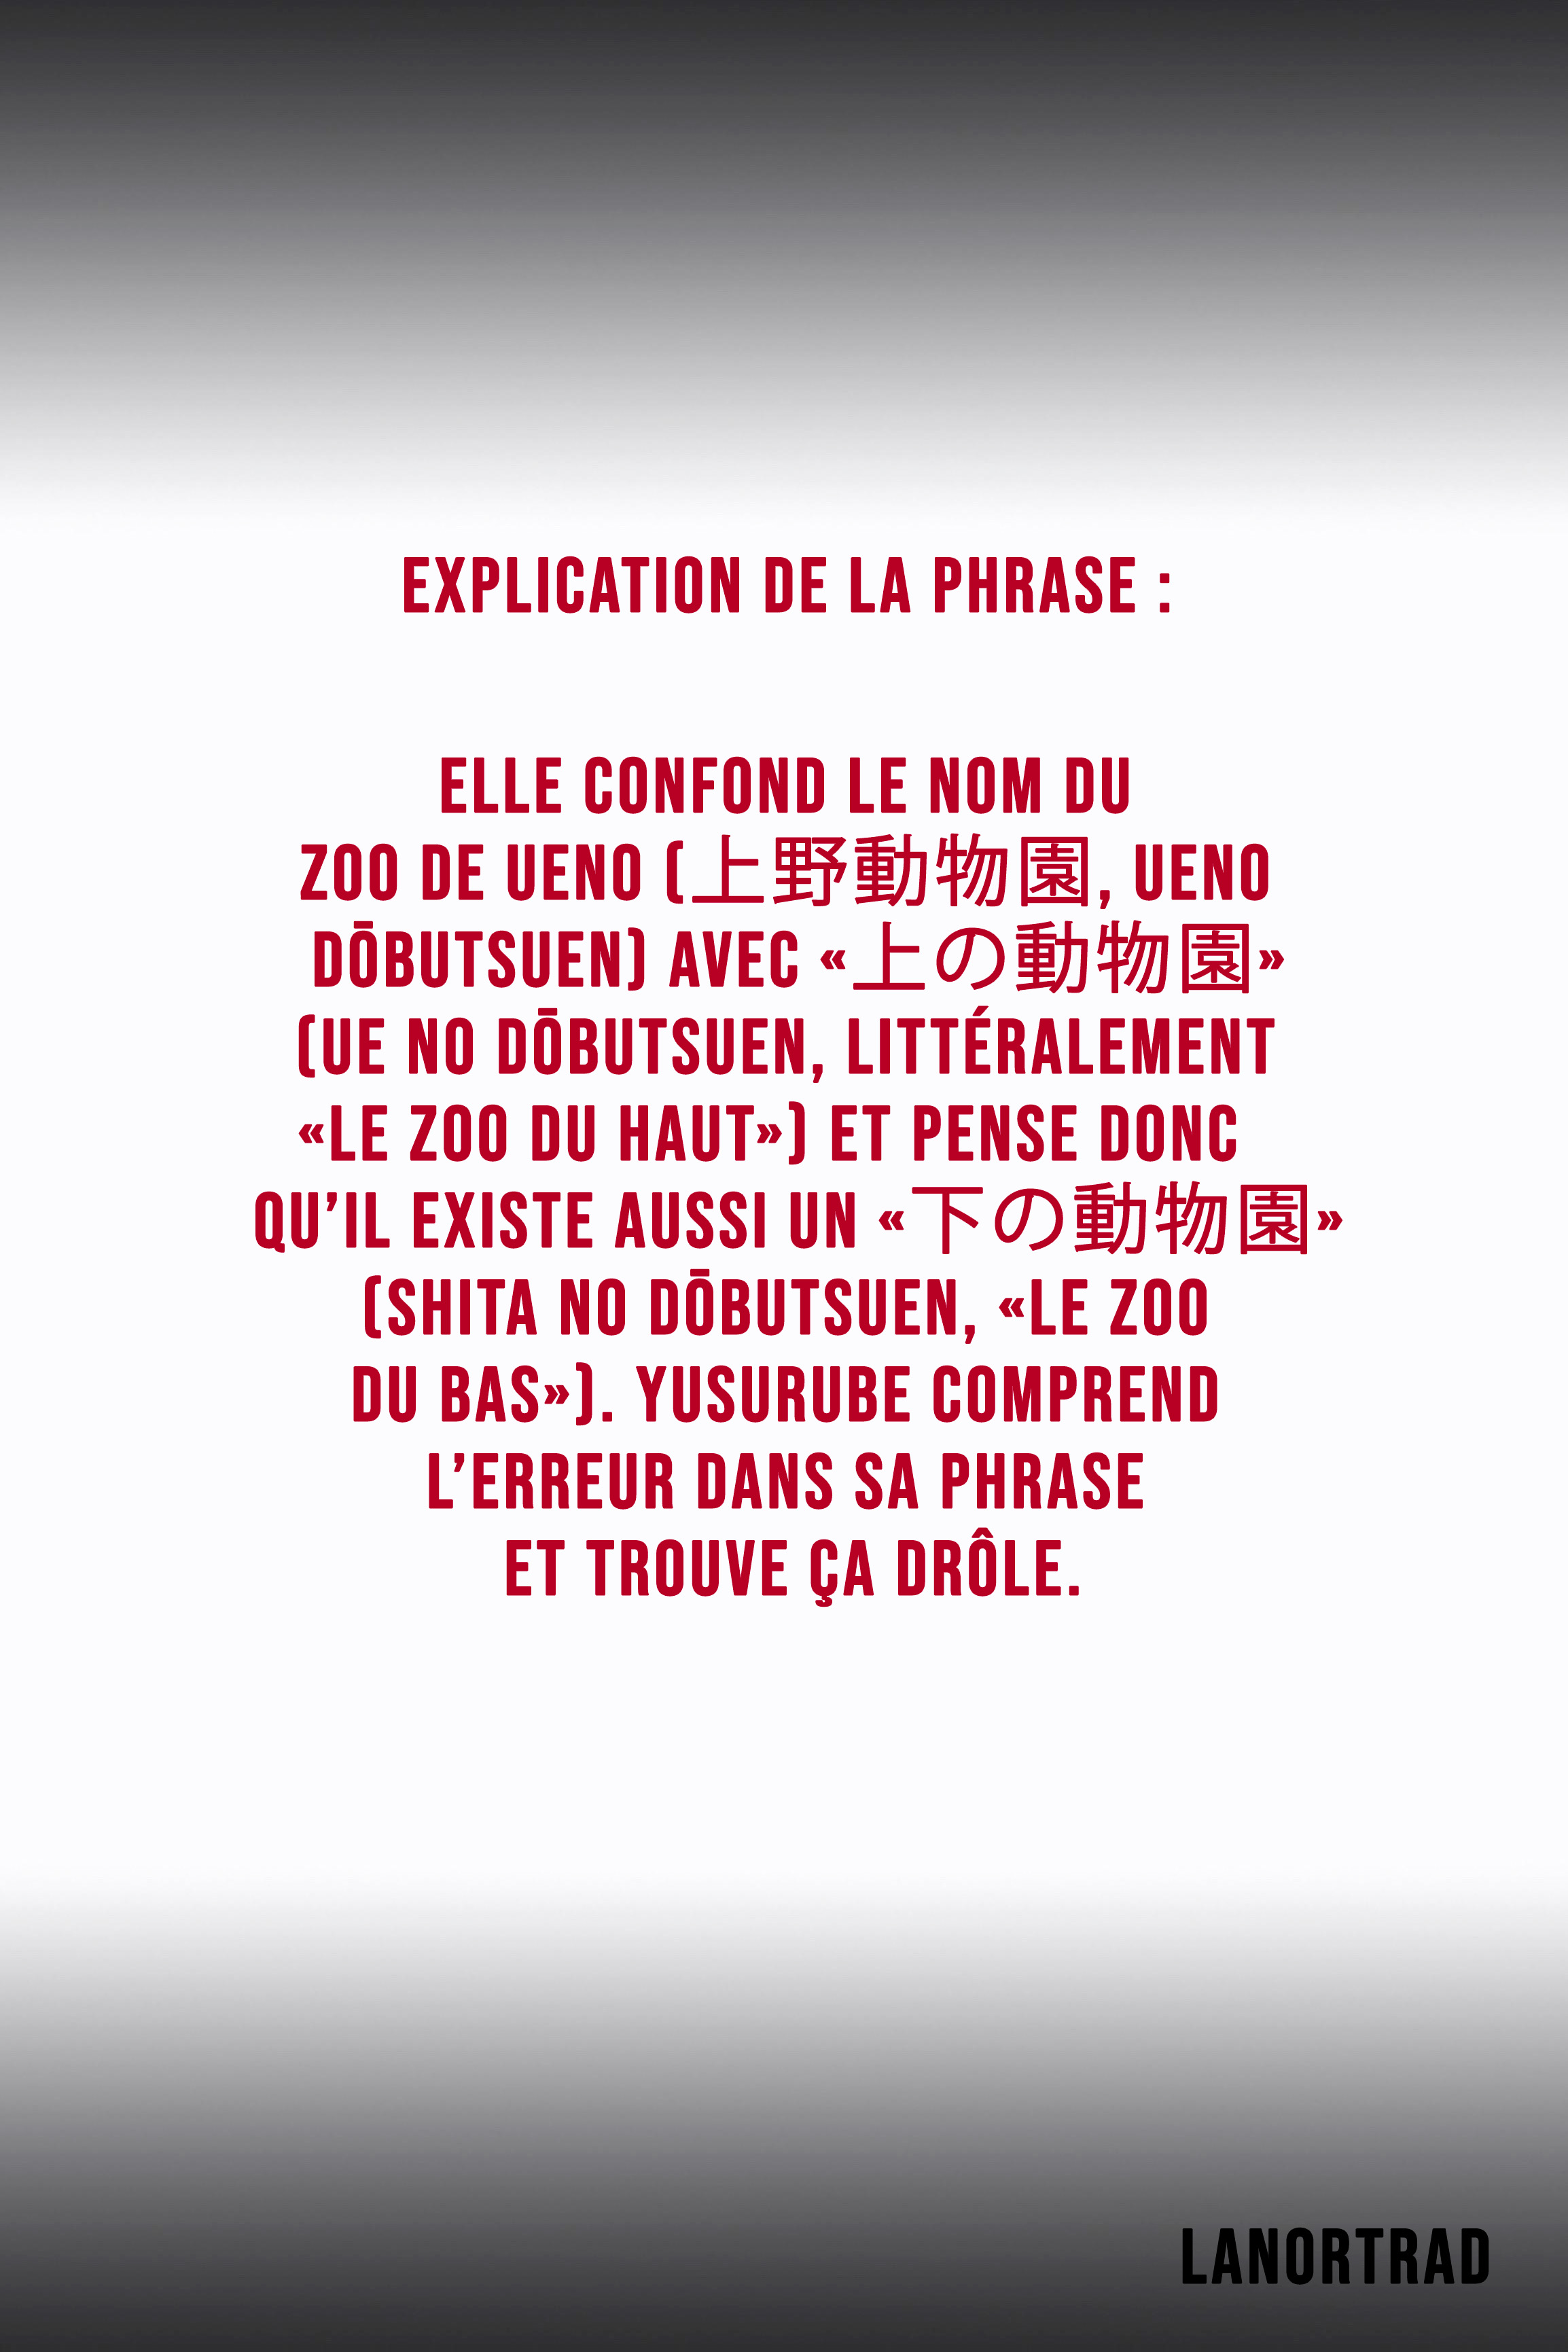 EXPLICATION DE LA PHRASE :
ELLE CONFOND LE NOM DU
ZOO DE UENO (上野動物園, UENO
DŌBUTSUEN) AVEC «上の動物園»
(UE NO DŌBUTSUEN, LITTÉRALEMENT
«LE ZOO DU HAUT») ET PENSE DONC
QU’IL EXISTE AUSSI UN «下の動物園»
(SHITA NO DŌBUTSUEN, «LE ZOO
DU BAS»). YUSURUBE COMPREND
L’ERREUR DANS SA PHRASE
ET TROUVE ÇA DRÔLE.
LANORTRAD